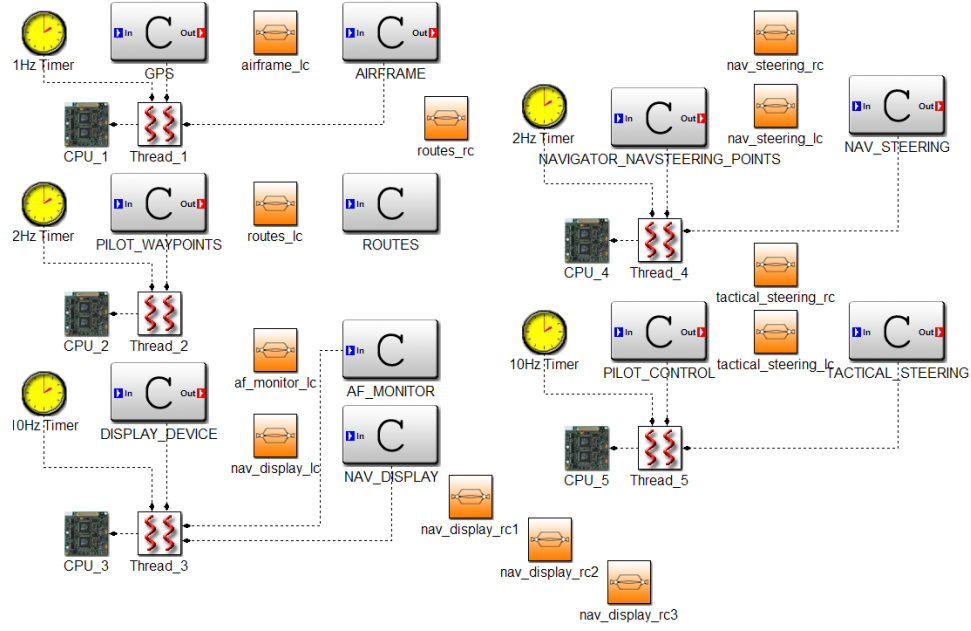 In C Out
In C Out
1Hz Timer
GPS
airframe_lc
AIRFRAME
nav_steering_rc
routes_rc
CPU_1
Thread_1
In C Out
In C Out
2Hz Timer
NAVIGATOR_NAVSTEERING_POINTS
nav_steering_lc
NAV_STEERING
In C Out
In C
2Hz Timer
PILOT_WAYPOINTS
routes_lc
ROUTES
CPU_4
Thread_4
tactical_steering_rc
CPU_2
Thread_2
In C Out
In C Out
10Hz Timer
PILOT_CONTROL
tactical_steering_lc
TACTICAL_STEERING
In C
af_monitor_lc
AF_MONITOR
In C Out
10Hz Timer
DISPLAY_DEVICE
In C
nav_display_lc
NAV_DISPLAY
CPU_5
Thread_5
nav_display_rc1
CPU_3
Thread_3
nav_display_rc2
nav_display_rc3